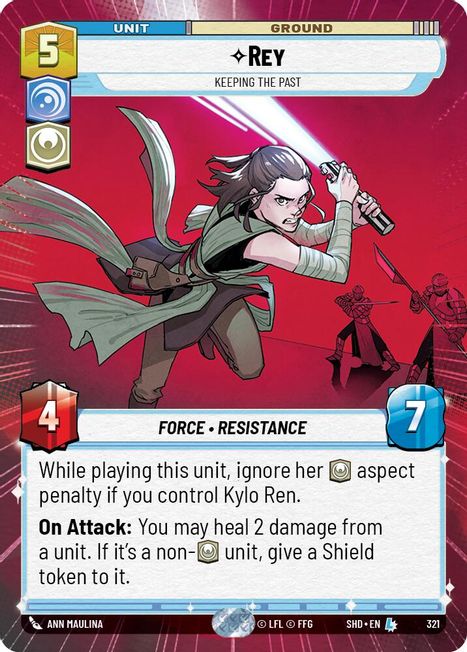 UNIT GROUND
5
✧REY
KEEPING THE PAST
4
7
FORCE • RESISTANCE
While playing this unit, ignore her aspect
penalty if you control Kylo Ren.
On Attack: You may heal 2 damage from
a unit. If it's a non- unit, give a Shield
token to it.
ANN MAULINA © LFL © FFG SHD • EN L 321